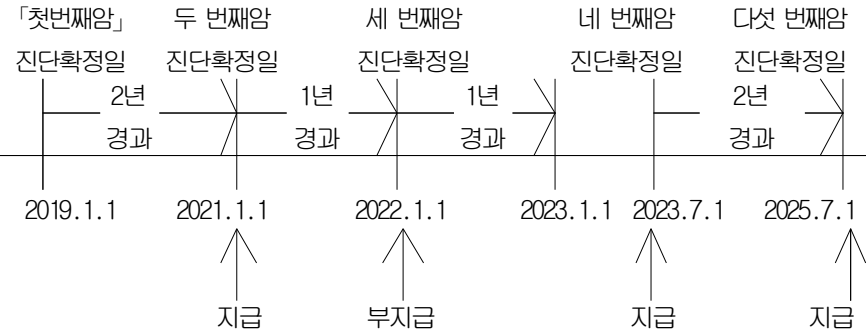 「첫번째암」 두 번째암 세 번째암 네 번째암 다섯 번째암
진단확정일 진단확정일 진단확정일 진단확정일 진단확정일
2년 1년 1년 2년
경과 경과 경과 경과
2019.1.1 2021.1.1 2022.1.1 2023.1.1 2023.7.1 2025.7.1
지급 부지급 지급 지급